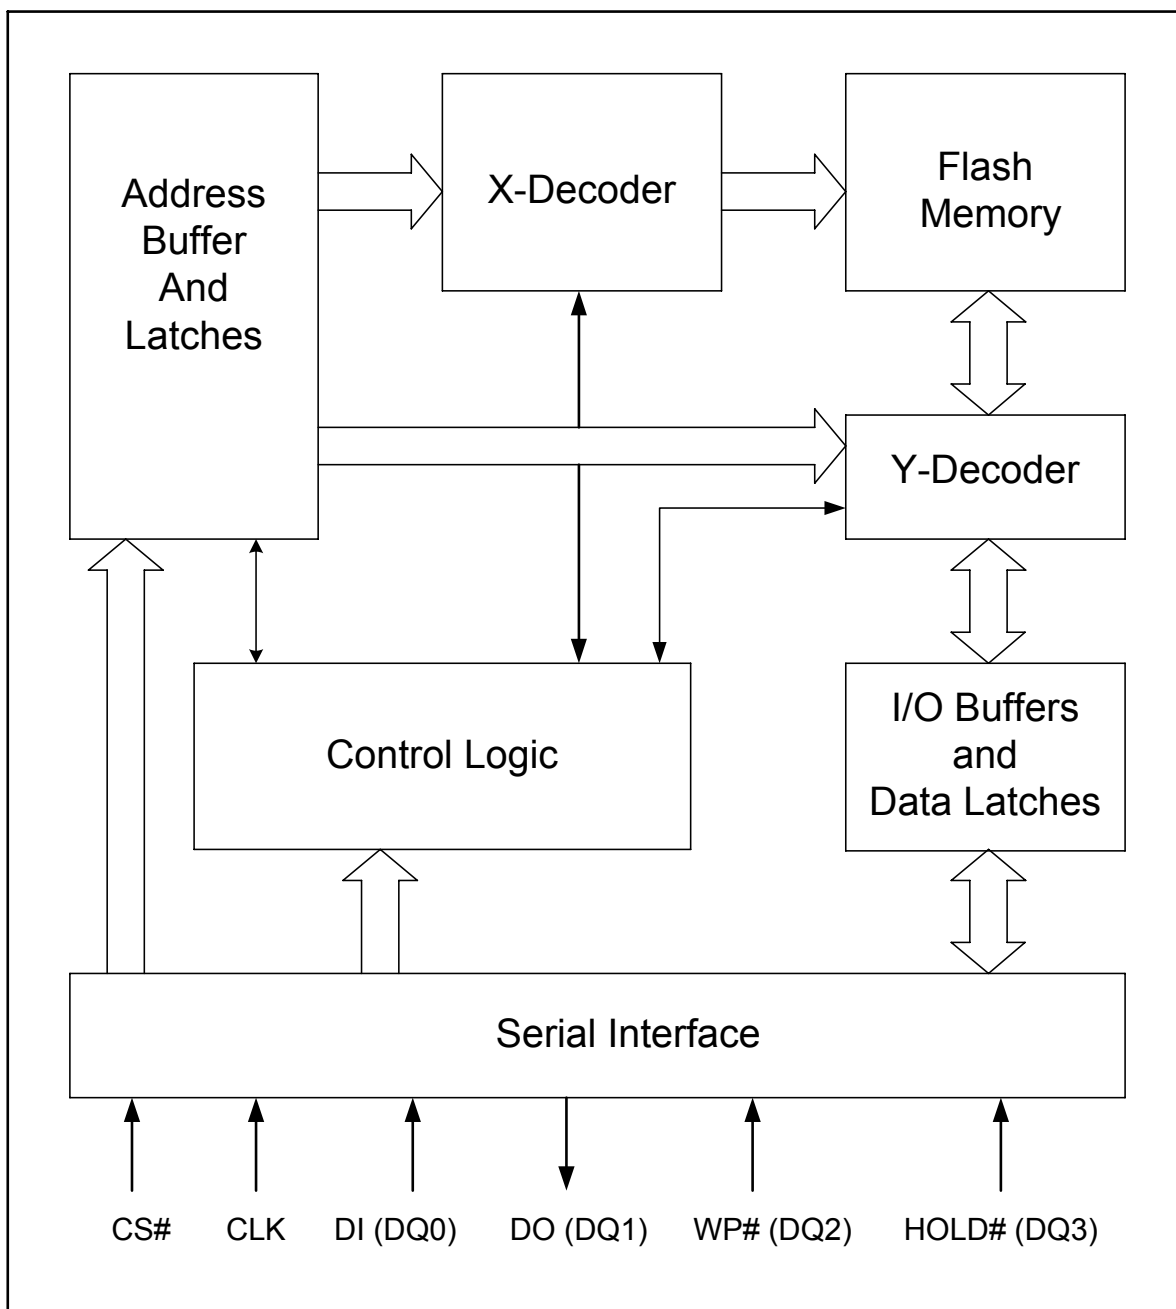 Address
Buffer
And
Latches
X-Decoder
Flash
Memory
Y-Decoder
Control Logic
I/O Buffers
and
Data Latches
Serial Interface
CS#
CLK
DI (DQ0)
DO (DQ1)
WP# (DQ2)
HOLD# (DQ3)